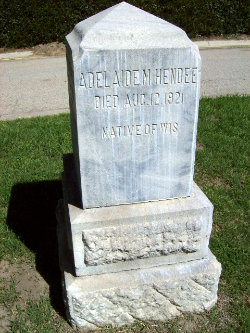 ADELAIDE M HENDEE
DIED AUG. 12, 1921
NATIVE OF WIS